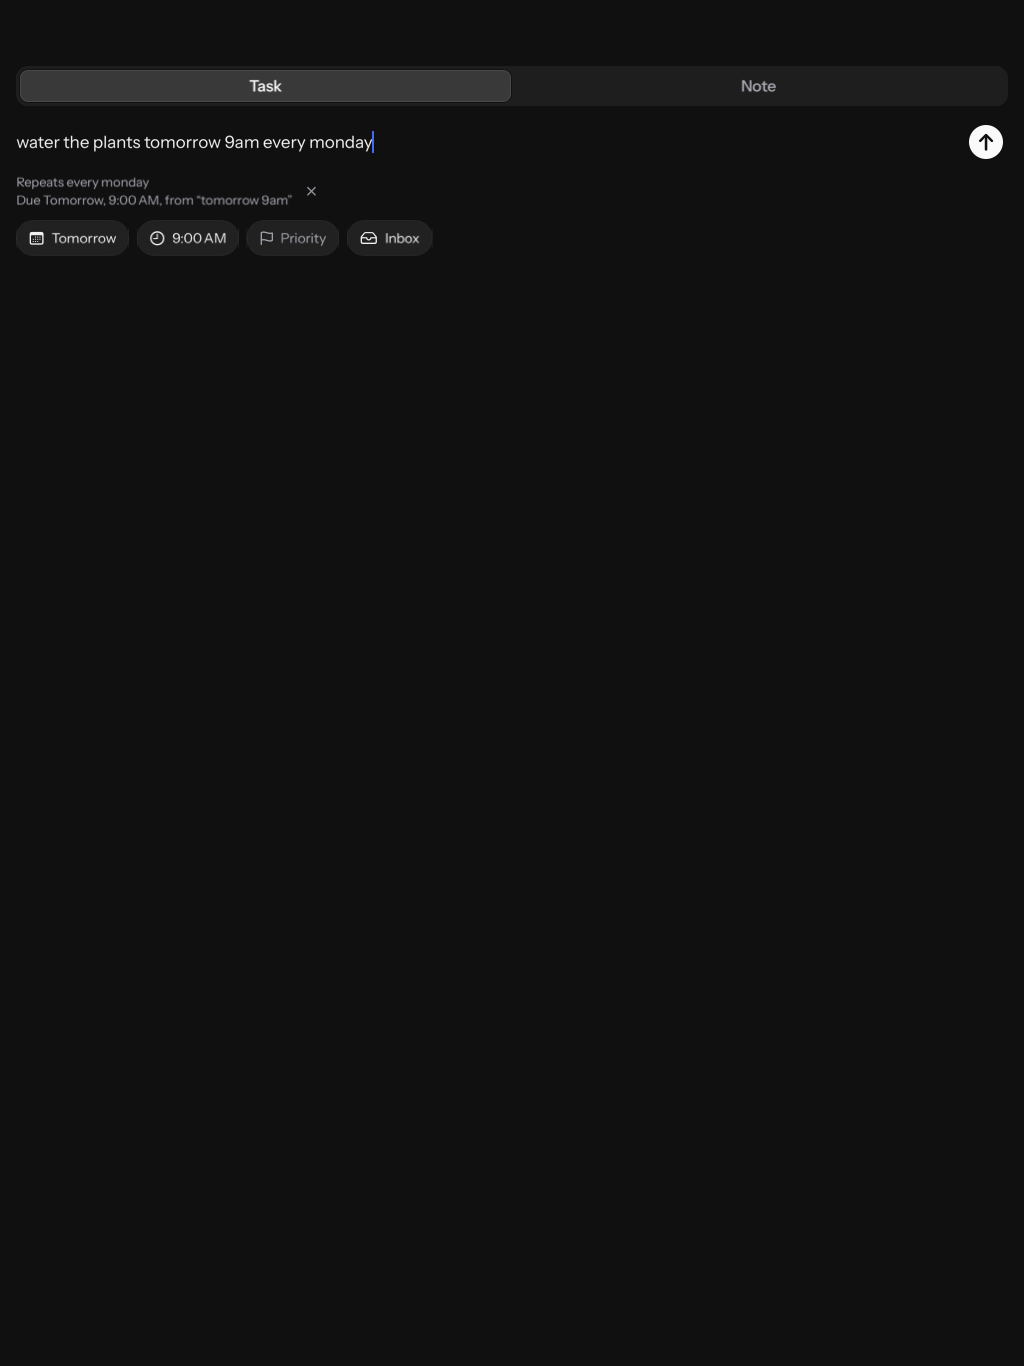 Task
Note
water the plants tomorrow 9am every monday
Repeats every monday
Due Tomorrow, 9:00 AM, from “tomorrow 9am”
Tomorrow
9:00 AM
Priority
Inbox